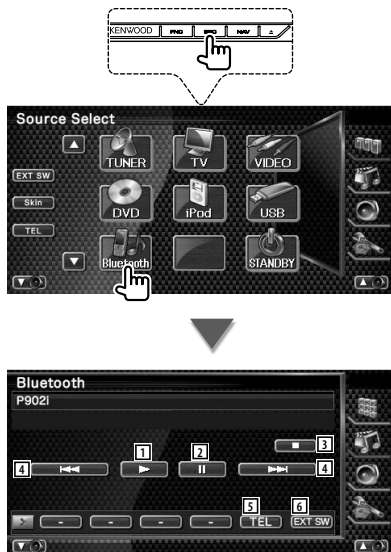 KENWOOD FNC SRC NAV
Source Select
TUNER TV VIDEO
EXT SW
Skin
DVD iPod USB
TEL
Bluetooth STANDBY
Bluetooth
P902i
1 2 3
4 4
5 6
TEL EXT SW